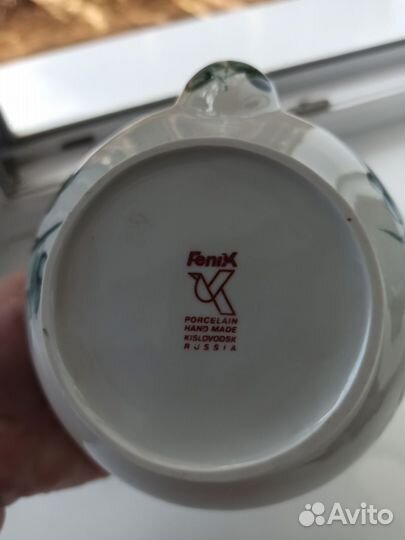 FeniX
PORCELAIN
HAND MADE
KISLOVODSK
RUSSIA
Avito